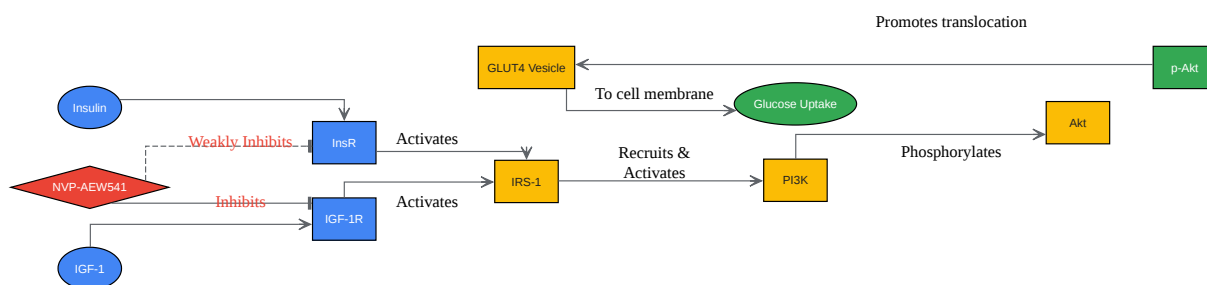 Promotes translocation
GLUT4 Vesicle
p-Akt
To cell membrane
Glucose Uptake
Insulin
Akt
Weakly Inhibits
InsR
Activates
Recruits &
Activates
Phosphorylates
NVP-AEW541
IRS-1
PI3K
Inhibits
Activates
IGF-1R
IGF-1